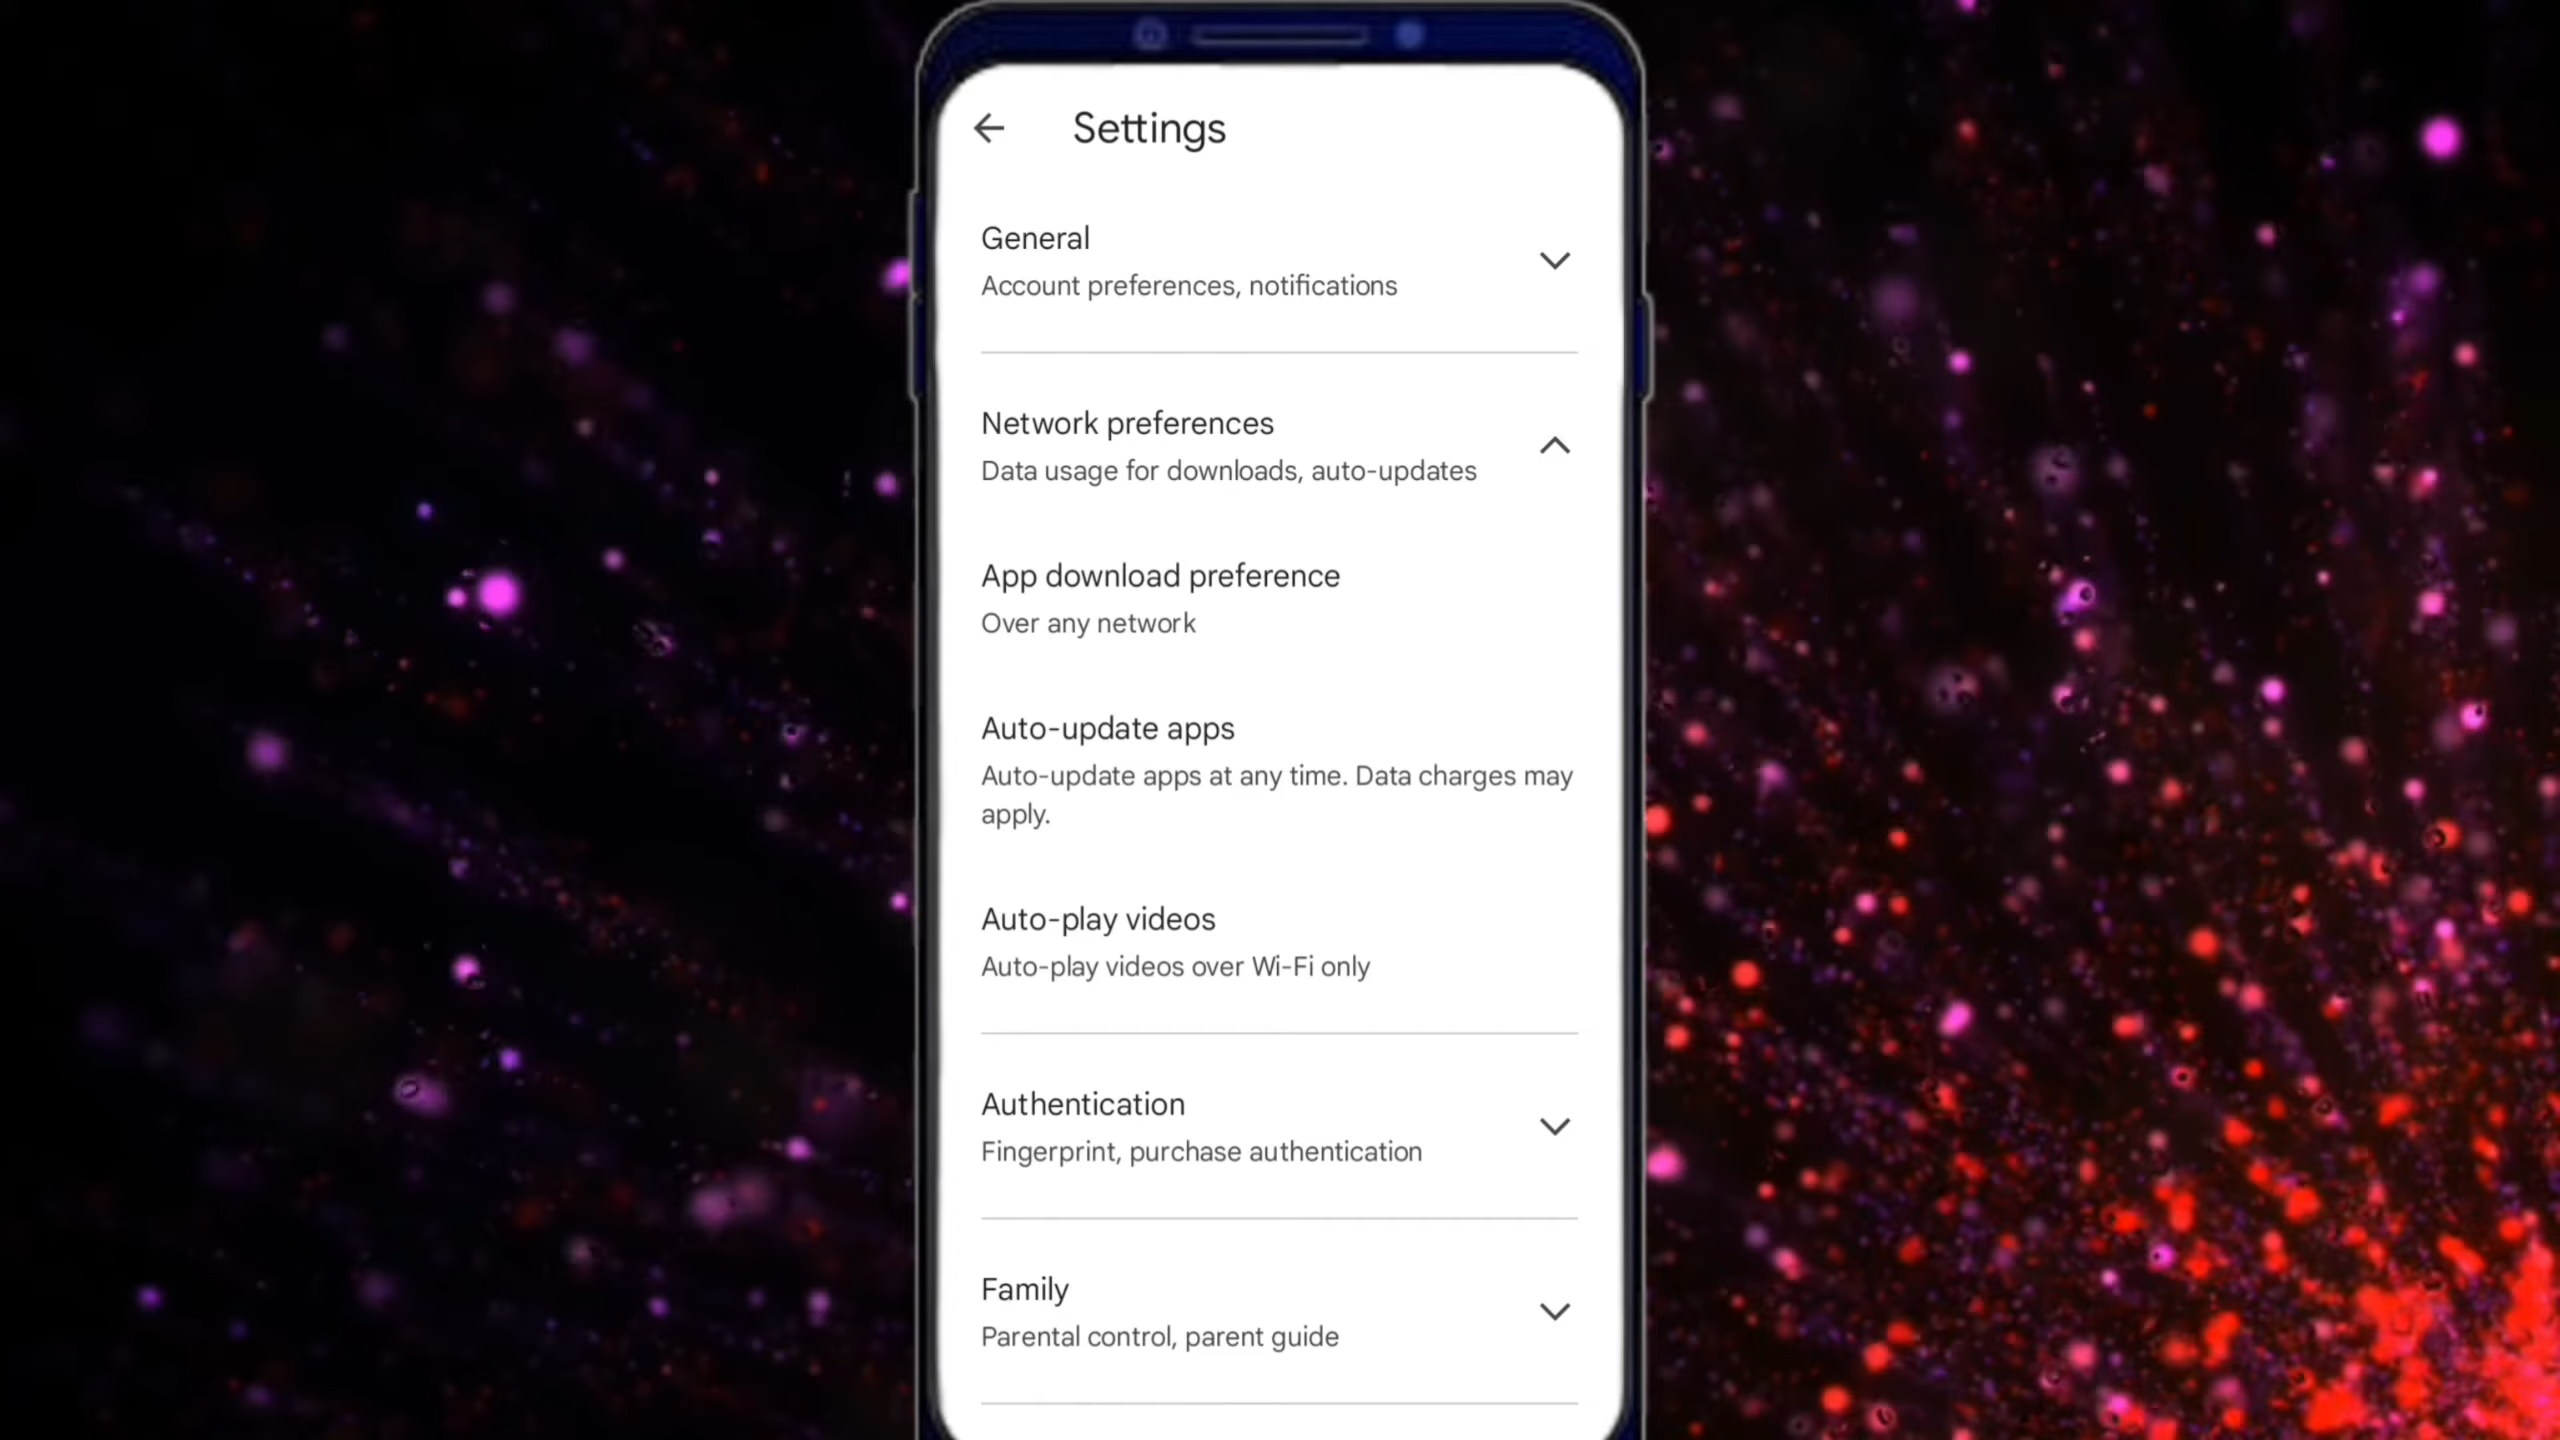 Settings
General
Account preferences, notifications
Network preferences
Data usage for downloads, auto-updates
App download preference
Over any network
Auto-update apps
Auto-update apps at any time. Data charges may
apply.
Auto-play videos
Auto-play videos over Wi-Fi only
Authentication
Fingerprint, purchase authentication
Family
Parental control, parent guide